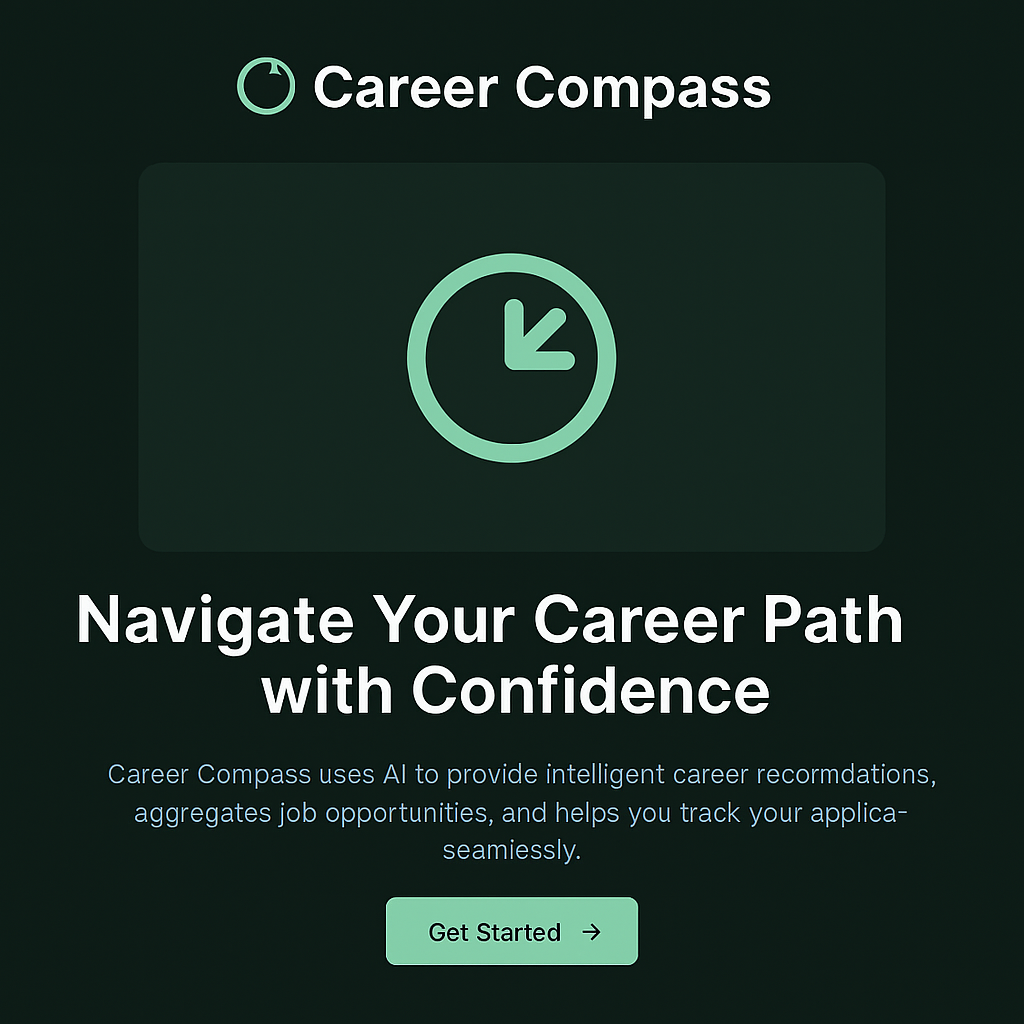 Career Compass
Navigate Your Career Path
with Confidence
Career Compass uses AI to provide intelligent career recormdations,
aggregates job opportunities, and helps you track your applica-
seamiessly.
Get Started →